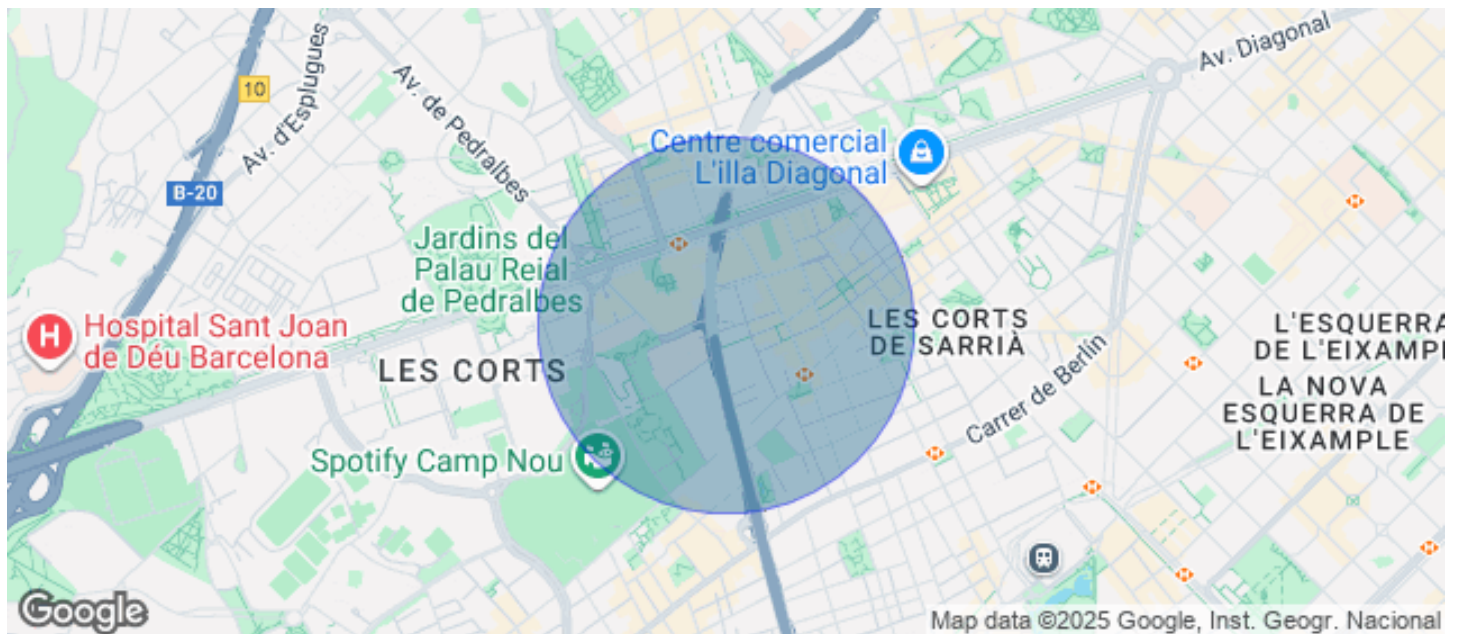 Av. d'Esplugues
10
B-20
Av. de Pedralbes
Av. Diagonal
Centre comercial
L'illa Diagonal
Jardins del
Palau Reial
de Pedralbes
H
Hospital Sant Joan
de Déu Barcelona
LES CORTS
LES CORTS
DE SARRIÀ
L'ESQUERRA
DE L'EIXAMPL
LA NOVA
ESQUERRA DE
L'EIXAMPLE
Carrer de Berlín
Spotify Camp Nou
Google
Map data ©2025 Google, Inst. Geogr. Nacional